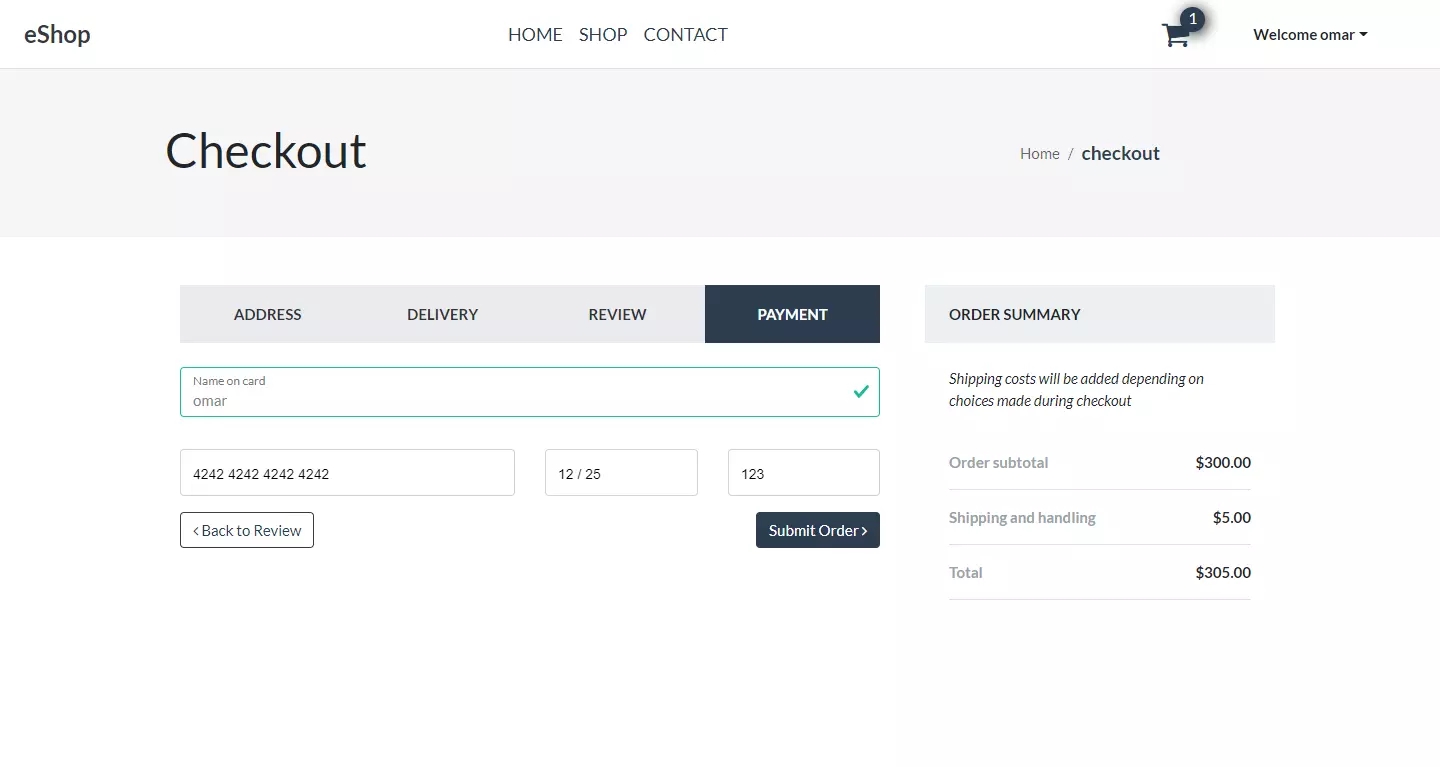 eShop
HOME SHOP CONTACT
1
Welcome omar
Checkout
Home / checkout
ADDRESS DELIVERY REVIEW PAYMENT
Name on card
omar
4242 4242 4242 4242
12 / 25
123
Back to Review
Submit Order
ORDER SUMMARY
Shipping costs will be added depending on
choices made during checkout
Order subtotal $300.00
Shipping and handling $5.00
Total $305.00